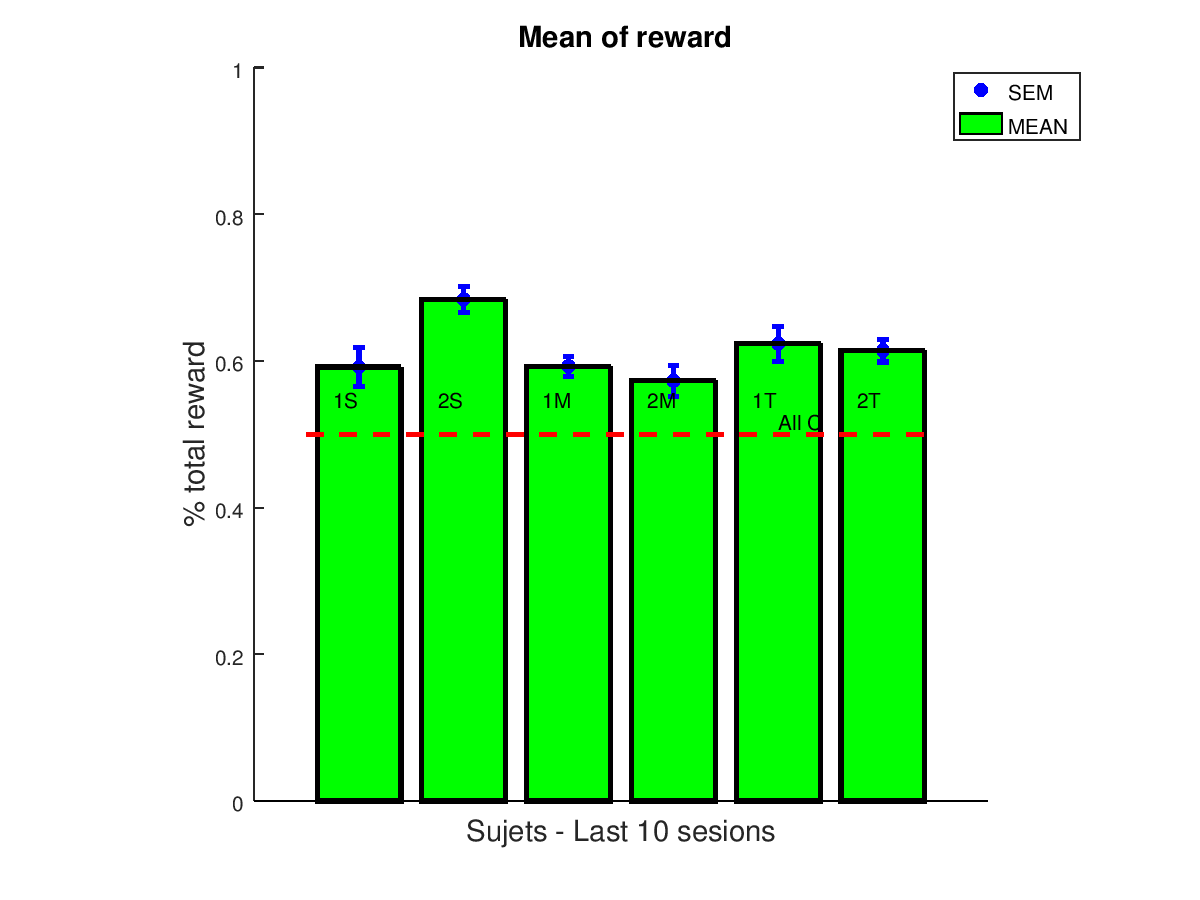 Mean of reward
SEM
MEAN
% total reward
1
0.8
0.6
0.4
0.2
0
1S
2S
1M
2M
1T
2T
All C
Sujets - Last 10 sesions